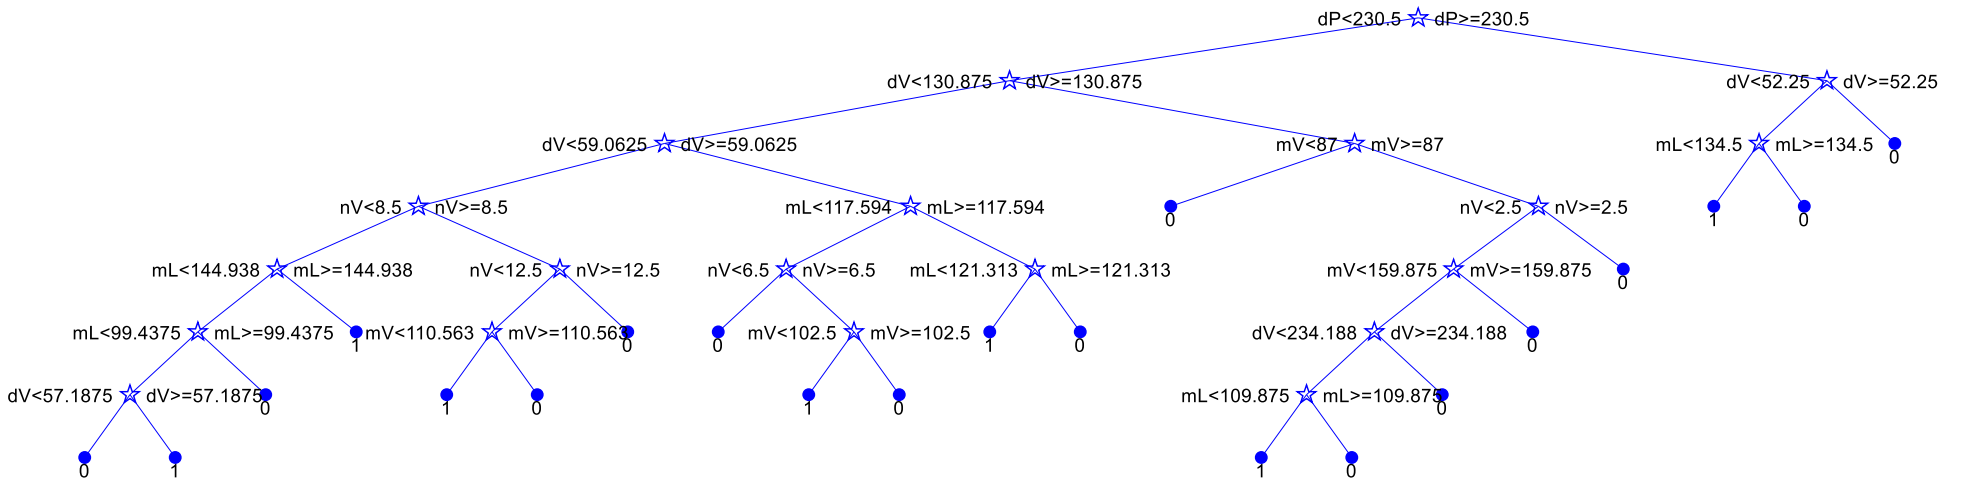 dP<230.5 dP>=230.5
dV<130.875 dV>=130.875 dV<52.25 dV>=52.25
dV<59.0625 dV>=59.0625 mV<87 mV>=87 mL<134.5 mL>=134.5 0
nV<8.5 nV>=8.5 mL<117.594 mL>=117.594 0 nV<2.5 nV>=2.5 1 0
mL<144.938 mL>=144.938 nV<12.5 nV>=12.5 nV<6.5 nV>=6.5 mL<121.313 mL>=121.313 mV<159.875 mV>=159.875 0
mL<99.4375 mL>=99.4375 1 mV<110.563 mV>=110.563 0 0 mV<102.5 mV>=102.5 1 0 dV<234.188 dV>=234.188 0
dV<57.1875 dV>=57.1875 0 1 0 1 0 mL<109.875 mL>=109.875 0
0 1 1 0